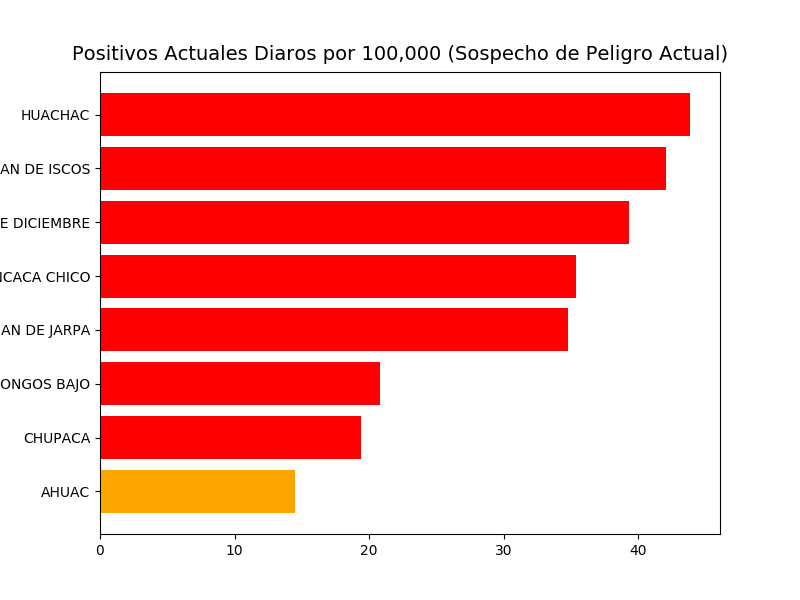 Positivos Actuales Diaros por 100,000 (Sospecho de Peligro Actual)
HUACHAC
AN DE ISCOS
E DICIEMBRE
NCACA CHICO
AN DE JARPA
ONGOS BAJO
CHUPACA
AHUAC
0 10 20 30 40